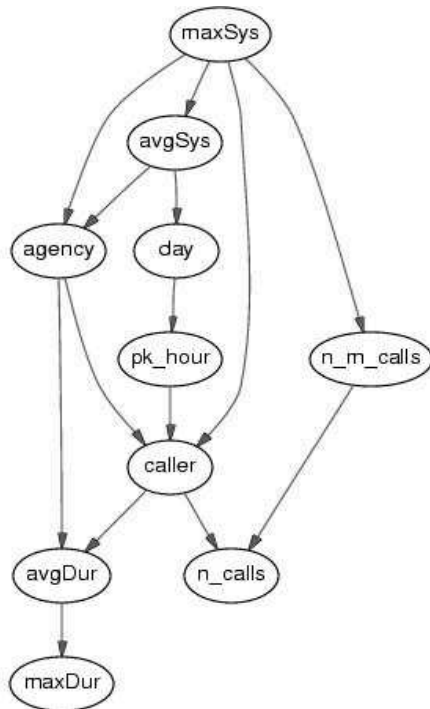 maxSys
avgSys
agency
day
pk_hour
n_m_calls
caller
avgDur
n_calls
maxDur